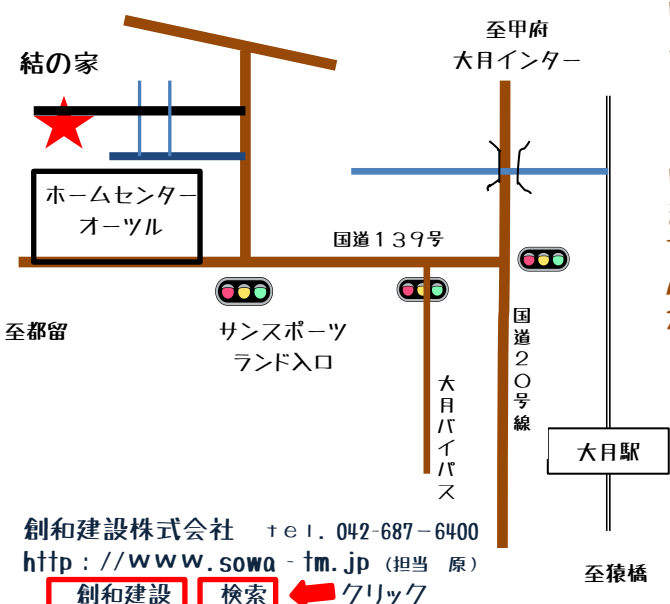 至甲府
大月インター
結の家
ホームセンター
オーツル
国道139号
至都留
サンスポーツ
ランド入口
国道20号線
大月バイパス
大月駅
至猿橋
創和建設株式会社 tel. 042-687-6400
http://www.sowa-tm.jp (担当 原)
創和建設 検索 クリック